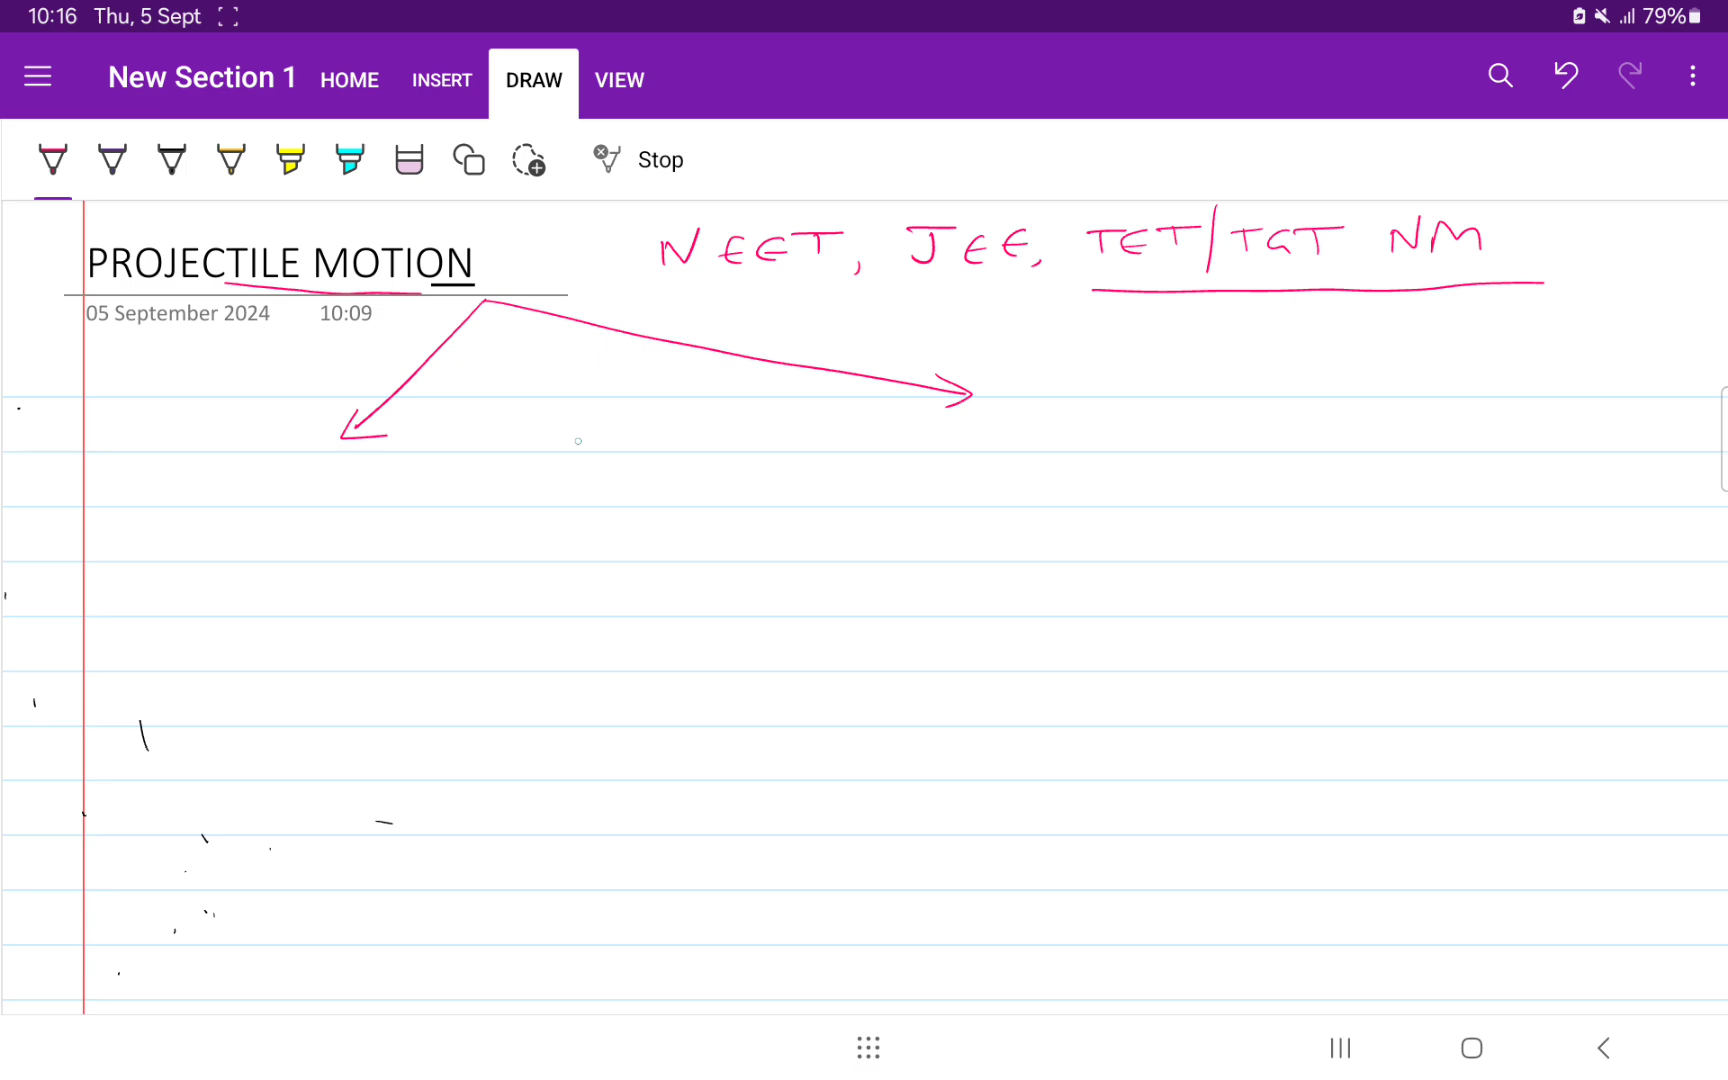 10:16 Thu, 5 Sept 79%
New Section 1 HOME INSERT DRAW VIEW
Stop
PROJECTILE MOTION
NEET, JEE, TET/TGT NM
05 September 2024 10:09